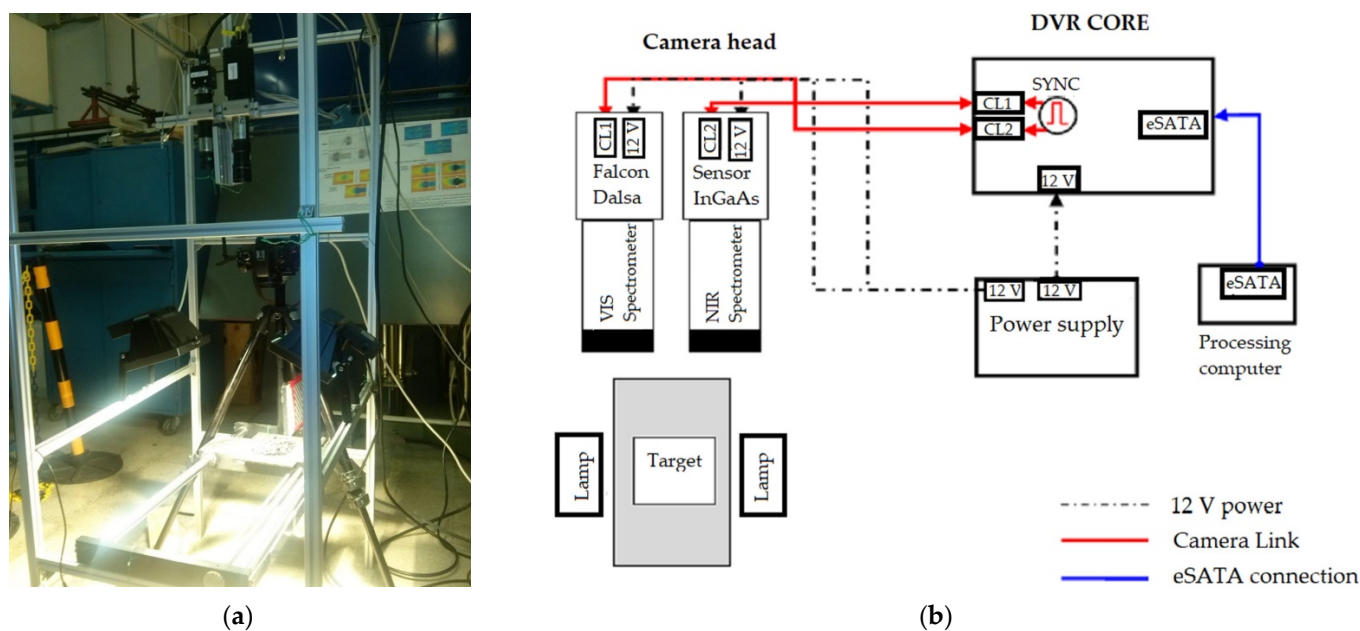 DVR CORE
Camera head
SYNC
CL1
CL2
eSATA
12 V
CL1
12 V
CL2
12 V
Falcon
Dalsa
Sensor
InGaAs
VIS
Spectrometer
NIR
Spectrometer
12 V
12 V
Power supply
eSATA
Processing
computer
Lamp
Target
Lamp
12 V power
Camera Link
eSATA connection
(a)
(b)